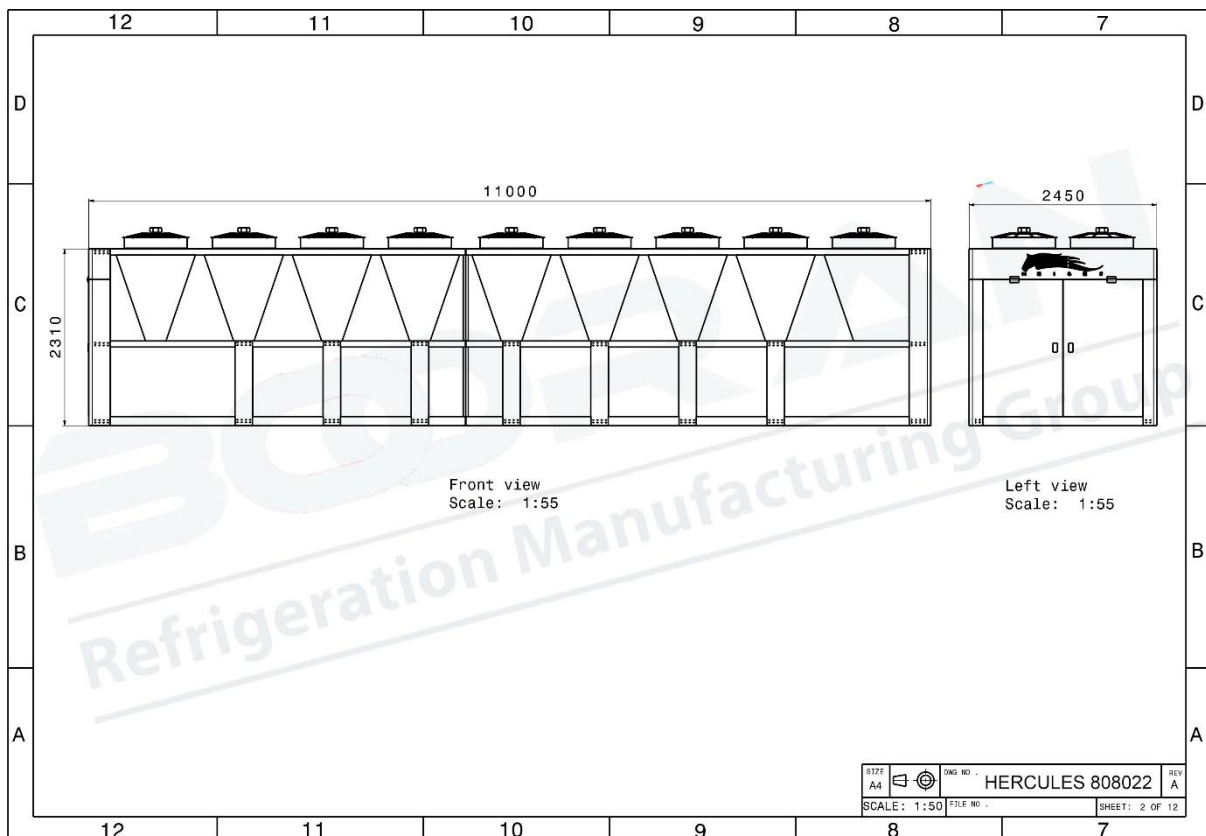 12 11 10 9 8 7
D D
11000
2450
C C
2310
MEIGEE
BOORAN
Refrigeration Manufacturing Group
Front view
Scale: 1:55
Left view
Scale: 1:55
B B
A A
SIZE
A4
DWG NO .
HERCULES 808022
REV
A
SCALE: 1:50
FILE NO .
SHEET: 2 OF 12
12 11 10 9 8 7